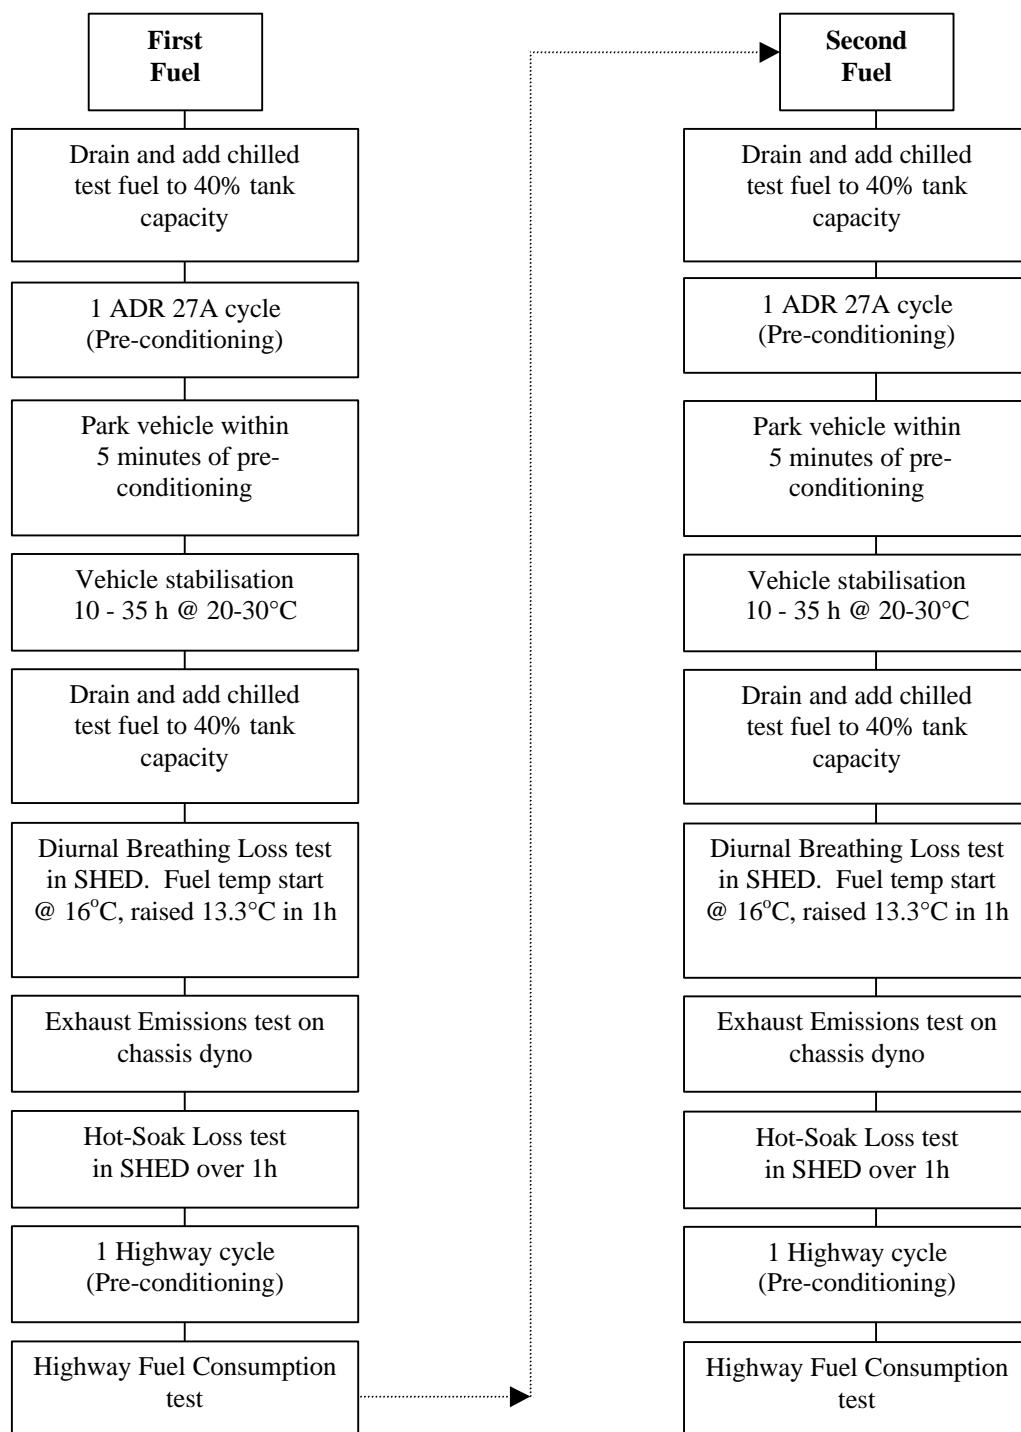 First
Fuel
Drain and add chilled
test fuel to 40% tank
capacity
1 ADR 27A cycle
(Pre-conditioning)
Park vehicle within
5 minutes of pre-
conditioning
Vehicle stabilisation
10 - 35 h @ 20-30°C
Drain and add chilled
test fuel to 40% tank
capacity
Diurnal Breathing Loss test
in SHED.  Fuel temp start
@ 16°C, raised 13.3°C in 1h
Exhaust Emissions test on
chassis dyno
Hot-Soak Loss test
in SHED over 1h
1 Highway cycle
(Pre-conditioning)
Highway Fuel Consumption
test
Second
Fuel
Drain and add chilled
test fuel to 40% tank
capacity
1 ADR 27A cycle
(Pre-conditioning)
Park vehicle within
5 minutes of pre-
conditioning
Vehicle stabilisation
10 - 35 h @ 20-30°C
Drain and add chilled
test fuel to 40% tank
capacity
Diurnal Breathing Loss test
in SHED.  Fuel temp start
@ 16°C, raised 13.3°C in 1h
Exhaust Emissions test on
chassis dyno
Hot-Soak Loss test
in SHED over 1h
1 Highway cycle
(Pre-conditioning)
Highway Fuel Consumption
test